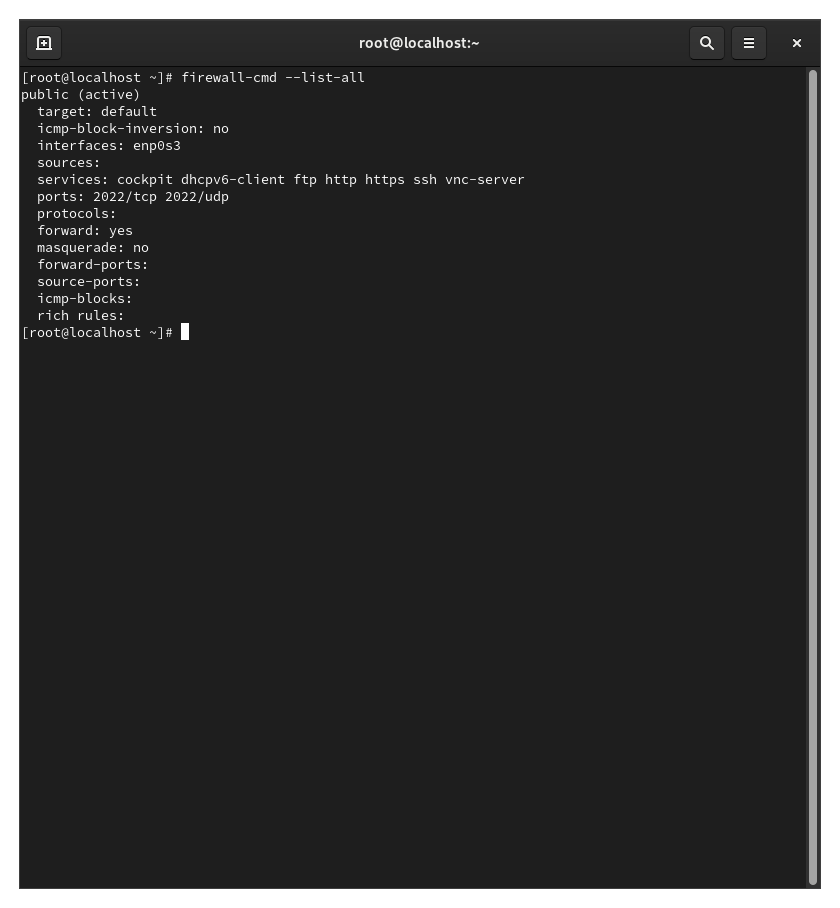 root@localhost:~
[root@localhost ~]# firewall-cmd --list-all
public (active)
  target: default
  icmp-block-inversion: no
  interfaces: enp0s3
  sources:
  services: cockpit dhcpv6-client ftp http https ssh vnc-server
  ports: 2022/tcp 2022/udp
  protocols:
  forward: yes
  masquerade: no
  forward-ports:
  source-ports:
  icmp-blocks:
  rich rules:
[root@localhost ~]#